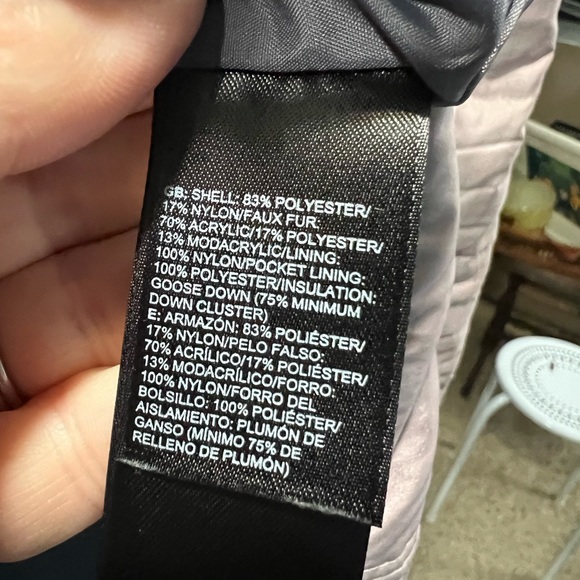 GB: SHELL: 83% POLYESTER/
17% NYLON/FAUX FUR:
70% ACRYLIC/17% POLYESTER/
13% MODACRYLIC/LINING:
100% NYLON/POCKET LINING:
100% POLYESTER/INSULATION:
GOOSE DOWN (75% MINIMUM
DOWN CLUSTER)
E: ARMAZÓN: 83% POLIÉSTER/
17% NYLON/PELO FALSO:
70% ACRÍLICO/17% POLIÉSTER/
13% MODACRÍLICO/FORRO:
100% NYLON/FORRO DEL
BOLSILLO: 100% POLIÉSTER/
AISLAMIENTO: PLUMÓN DE
GANSO (MÍNIMO 75% DE
RELLENO DE PLUMÓN)